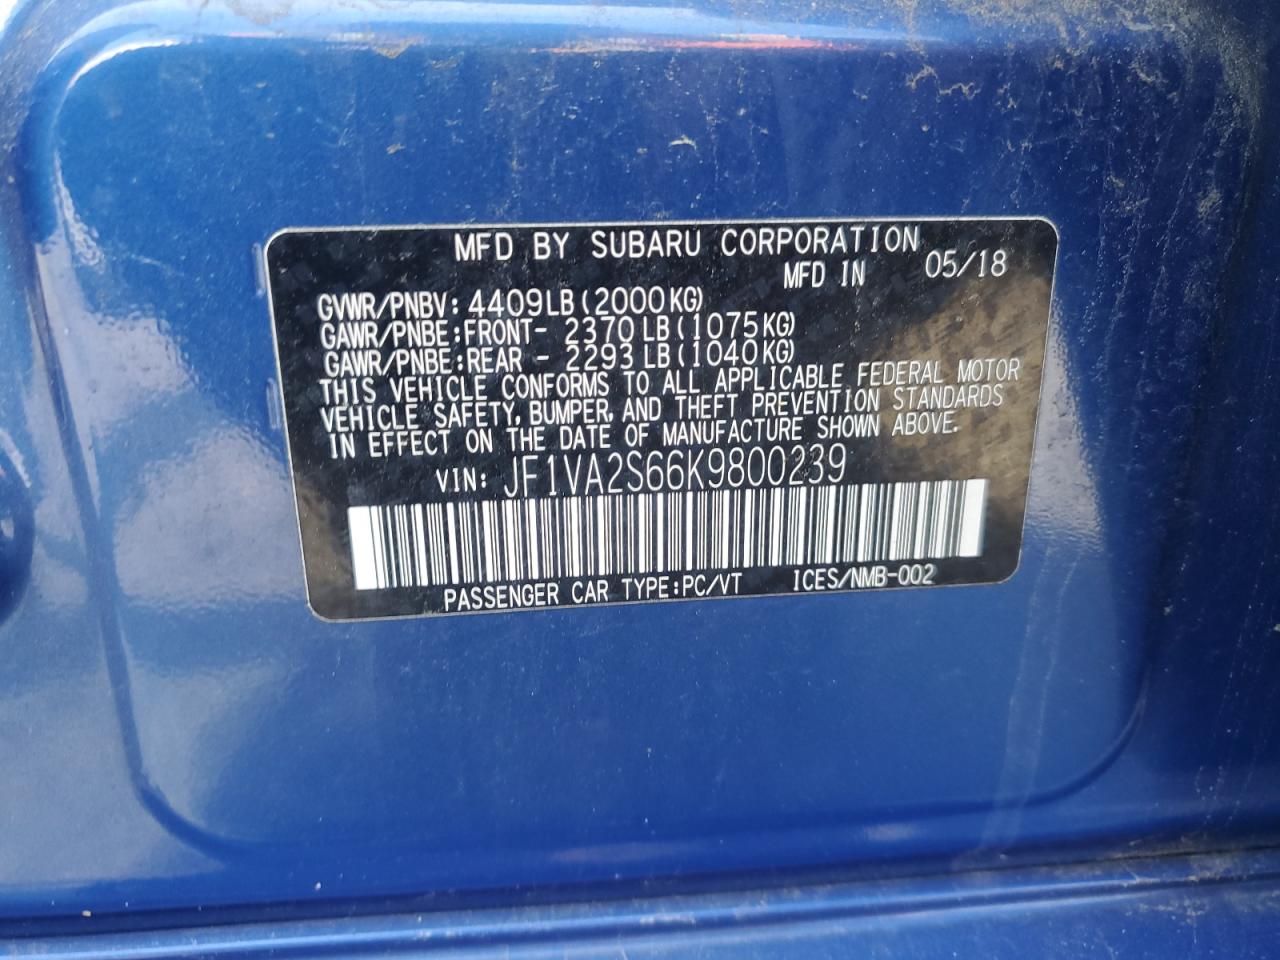 MFD BY SUBARU CORPORATION
MFD IN 05/18
GVWR/PNBV: 4409LB(2000KG)
GAWR/PNBE:FRONT- 2370LB(1075KG)
GAWR/PNBE:REAR - 2293LB(1040KG)
THIS VEHICLE CONFORMS TO ALL APPLICABLE FEDERAL MOTOR
VEHICLE SAFETY, BUMPER, AND THEFT PREVENTION STANDARDS
IN EFFECT ON THE DATE OF MANUFACTURE SHOWN ABOVE.
VIN: JF1VA2S66K9800239
PASSENGER CAR TYPE:PC/VT ICES/NMB-002